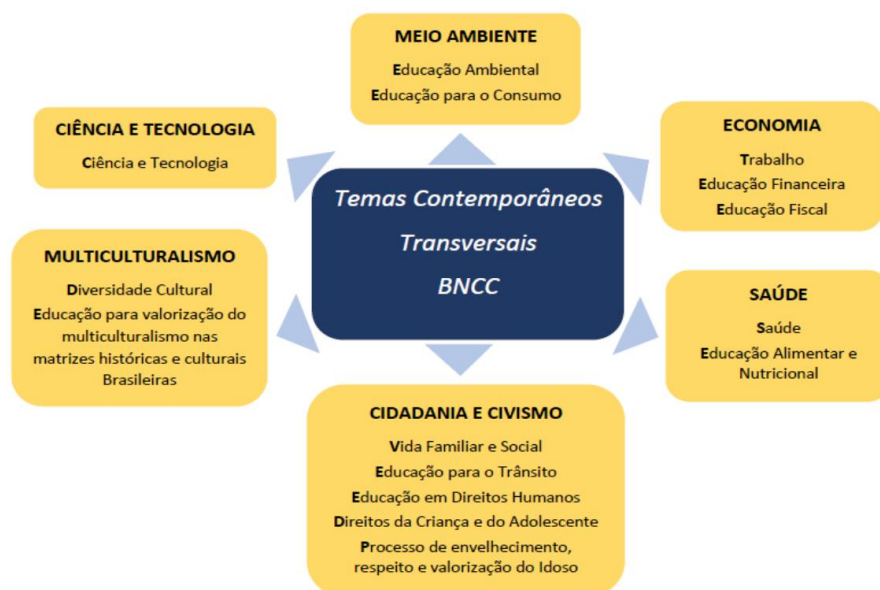 MEIO AMBIENTE
Educação Ambiental
Educação para o Consumo
CIÊNCIA E TECNOLOGIA
Ciência e Tecnologia
ECONOMIA
Trabalho
Educação Financeira
Educação Fiscal
Temas Contemporâneos
Transversais
BNCC
MULTICULTURALISMO
Diversidade Cultural
Educação para valorização do
multiculturalismo nas
matrizes históricas e culturais
Brasileiras
SAÚDE
Saúde
Educação Alimentar e
Nutricional
CIDADANIA E CIVISMO
Vida Familiar e Social
Educação para o Trânsito
Educação em Direitos Humanos
Direitos da Criança e do Adolescente
Processo de envelhecimento,
respeito e valorização do Idoso